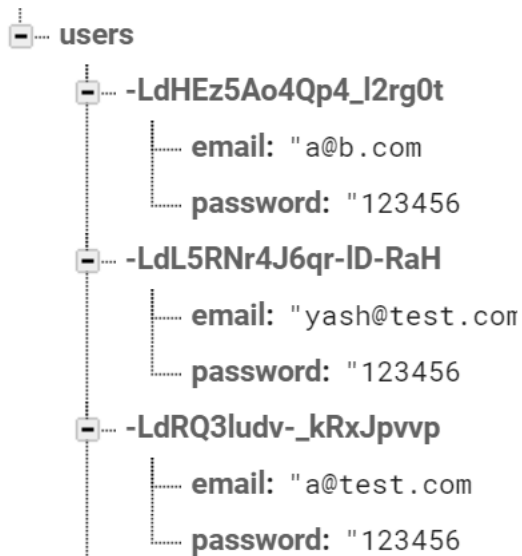 users
-LdHEz5Ao4Qp4_l2rg0t
email: "a@b.com
password: "123456
-LdL5RNr4J6qr-lD-RaH
email: "yash@test.com
password: "123456
-LdRQ3ludv-_kRxJpvvp
email: "a@test.com
password: "123456